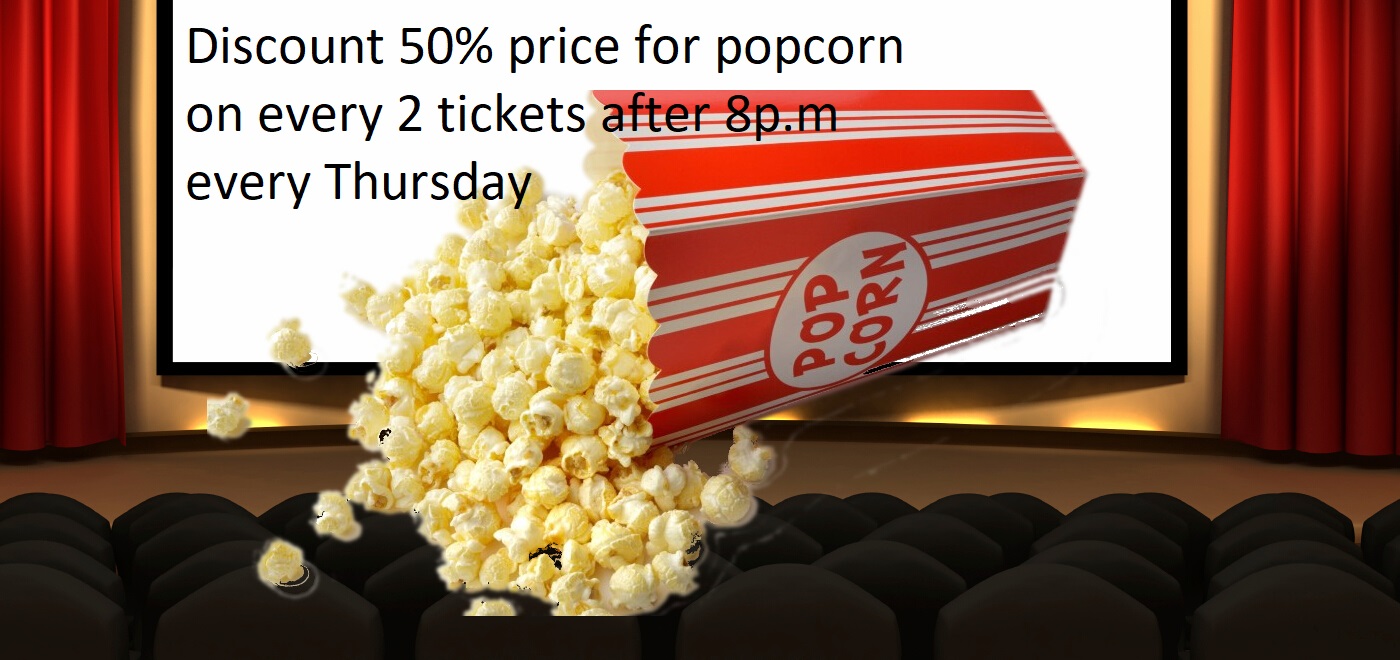 Discount 50% price for popcorn
on every 2 tickets after 8p.m
every Thursday
POP
CORN